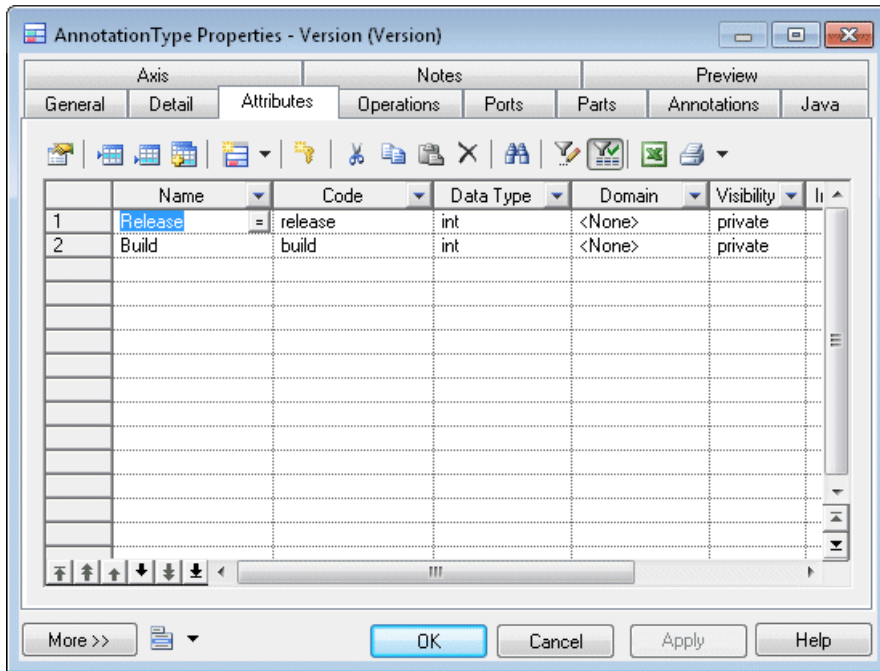 AnnotationType Properties - Version (Version)
Axis Notes Preview
General Detail Attributes Operations Ports Parts Annotations Java
Name Code Data Type Domain Visibility
1 Release = release int <None> private
2 Build build int <None> private
More >> OK Cancel Apply Help